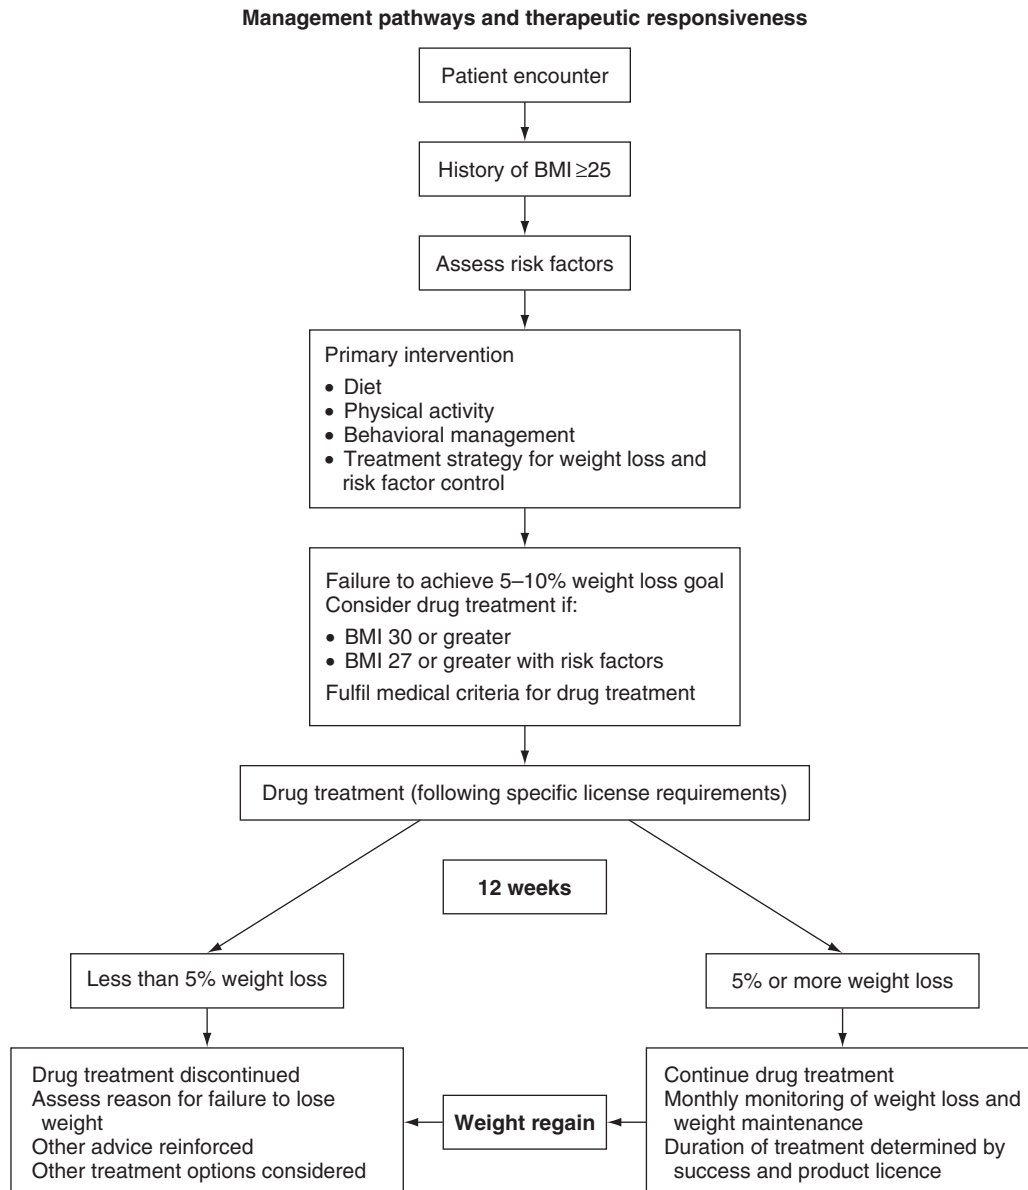 Management pathways and therapeutic responsiveness
Patient encounter
History of BMI ≥25
Assess risk factors
Primary intervention
• Diet
• Physical activity
• Behavioral management
• Treatment strategy for weight loss and
risk factor control
Failure to achieve 5–10% weight loss goal
Consider drug treatment if:
• BMI 30 or greater
• BMI 27 or greater with risk factors
Fulfil medical criteria for drug treatment
Drug treatment (following specific license requirements)
12 weeks
Less than 5% weight loss
5% or more weight loss
Drug treatment discontinued
Assess reason for failure to lose
weight
Other advice reinforced
Other treatment options considered
Weight regain
Continue drug treatment
Monthly monitoring of weight loss and
weight maintenance
Duration of treatment determined by
success and product licence